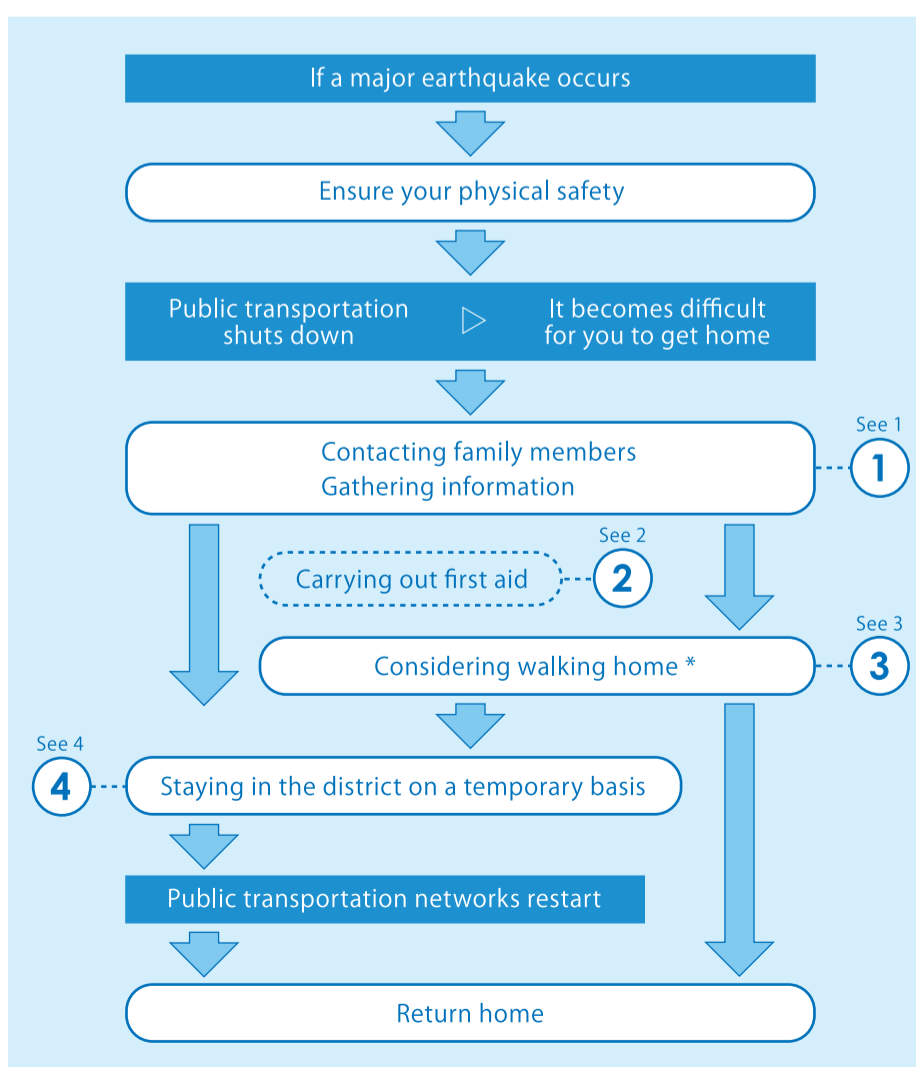 If a major earthquake occurs
Ensure your physical safety
Public transportation
shuts down
It becomes difficult
for you to get home
Contacting family members
Gathering information
See 1
1
See 2
Carrying out first aid
2
See 3
Considering walking home *
3
See 4
4
Staying in the district on a temporary basis
Public transportation networks restart
Return home